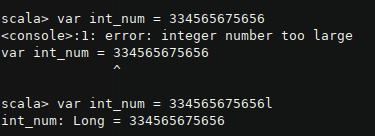 scala> var int_num = 334565675656
<console>:1: error: integer number too large
var int_num = 334565675656
              ^
scala> var int_num = 334565675656l
int_num: Long = 334565675656